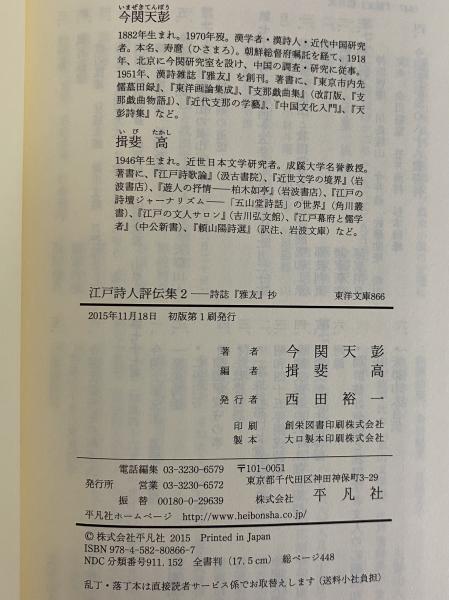 いまぜきてんぽう
今関天彭
1882年生まれ。1970年歿。漢学者・漢詩人・近代中国研究
者。本名、寿麿（ひさまろ）。朝鮮総督府嘱託を経て、1918
年、北京に今関研究室を設け、中国の調査・研究に従事。
1951年、漢詩雑誌『雅友』を創刊。著書に、『東京市内先
儒墓田録』、『東洋画論集成』、『支那戯曲集』（改訂版、『支
那戯曲物語』）、『近代支那の学藝』、『中国文化入門』、『天
彭詩集』など。
いび たかし
揖斐 高
1946年生まれ。近世日本文学研究者。成蹊大学名誉教授。
著書に、『江戸詩歌論』（汲古書院）、『近世文学の境界』（岩
波書店）、『遊人の抒情——柏木如亭』（岩波書店）、『江戸の
詩壇ジャーナリズム——「五山堂詩話」の世界』（角川叢
書）、『江戸の文人サロン』（吉川弘文館）、『江戸幕府と儒学
者』（中公新書）、『頼山陽詩選』（訳注、岩波文庫）など。
江戸詩人評伝集2——詩誌『雅友』抄 東洋文庫866
2015年11月18日 初版第1刷発行
著者 今関天彭
編者 揖斐高
発行者 西田裕一
印刷 創栄図書印刷株式会社
製本 大口製本印刷株式会社
電話編集 03-3230-6579 〒101-0051
発行所 営業 03-3230-6572 東京都千代田区神田神保町3-29
振替 00180-0-29639 株式会社 平凡社
平凡社ホームページ http://www.heibonsha.co.jp/
© 株式会社平凡社 2015 Printed in Japan
ISBN 978-4-582-80866-7
NDC分類番号911.152 全書判（17.5cm） 総ページ448
乱丁・落丁本は直接読者サービス係でお取替えします（送料小社負担）